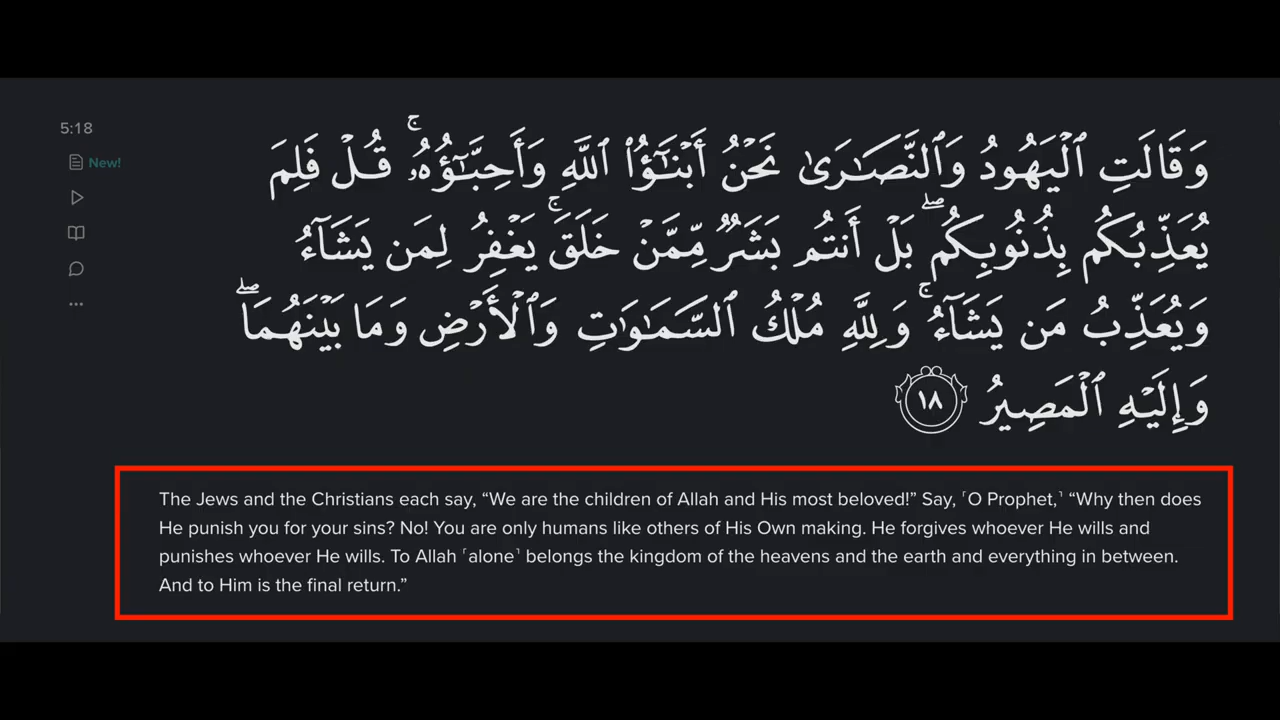 5:18
New!
وَقَالَتِ ٱلْيَهُودُ وَٱلنَّصَـٰرَىٰ نَحْنُ أَبْنَـٰٓؤُا۟ ٱللَّهِ وَأَحِبَّـٰٓؤُهُۥ ۚ قُلْ فَلِمَ
يُعَذِّبُكُم بِذُنُوبِكُم ۖ بَلْ أَنتُم بَشَرٌۭ مِّمَّنْ خَلَقَ ۚ يَغْفِرُ لِمَن يَشَآءُ
وَيُعَذِّبُ مَن يَشَآءُ ۚ وَلِلَّهِ مُلْكُ ٱلسَّمَـٰوَٰتِ وَٱلْأَرْضِ وَمَا بَيْنَهُمَا ۖ
وَإِلَيْهِ ٱلْمَصِيرُ ١٨
The Jews and the Christians each say, “We are the children of Allah and His most beloved!” Say, ˹O Prophet,˺ “Why then does
He punish you for your sins? No! You are only humans like others of His Own making. He forgives whoever He wills and
punishes whoever He wills. To Allah ˹alone˺ belongs the kingdom of the heavens and the earth and everything in between.
And to Him is the final return.”